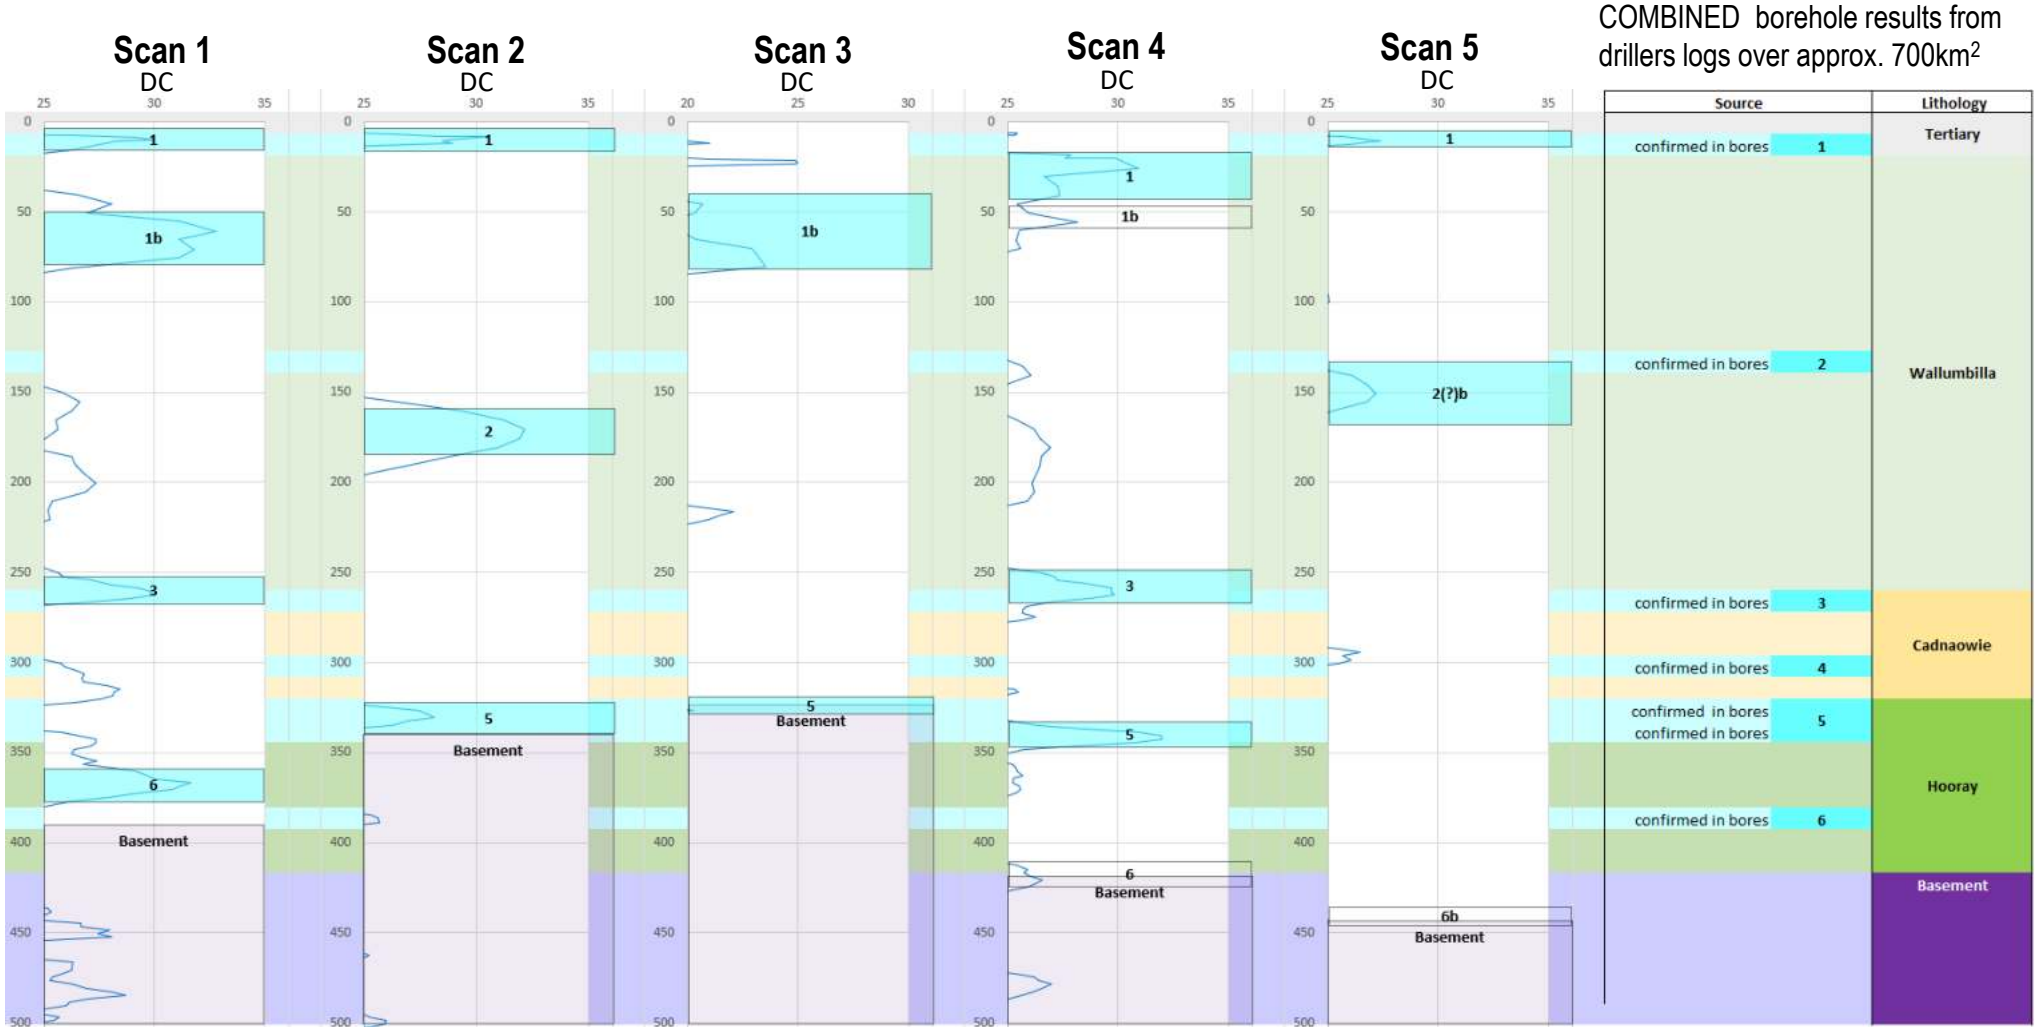 COMBINED borehole results from
drillers logs over approx. 700km²
Scan 1
DC
Scan 2
DC
Scan 3
DC
Scan 4
DC
Scan 5
DC
25 30 35
25 30 35
20 25 30
25 30 35
25 30 35
Source Lithology
0 0 0 0 0
50 50 50 50 50
100 100 100 100 100
150 150 150 150 150
200 200 200 200 200
250 250 250 250 250
300 300 300 300 300
350 350 350 350 350
400 400 400 400 400
450 450 450 450 450
500 500 500 500 500
1
1b
3
6
Basement
1
2
5
Basement
1b
5
Basement
1
1b
3
5
6
Basement
1
2(?)b
6b
Basement
confirmed in bores 1
confirmed in bores 2
confirmed in bores 3
confirmed in bores 4
confirmed in bores
5
confirmed in bores
confirmed in bores 6
Tertiary
Wallumbilla
Cadnaowie
Hooray
Basement